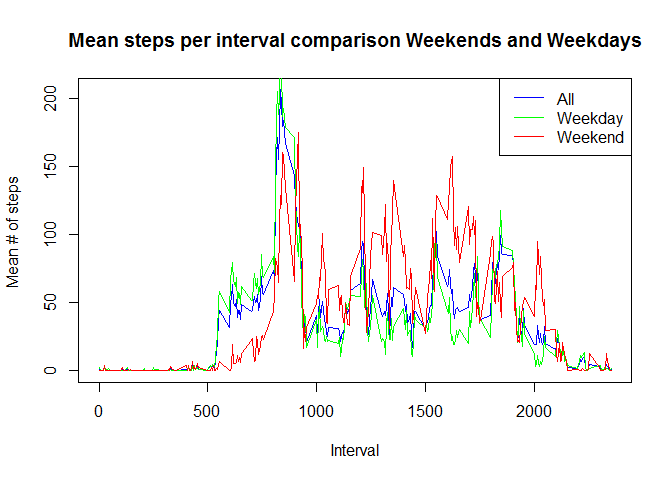 Mean steps per interval comparison Weekends and Weekdays
Mean # of steps
200
150
100
50
0
All
Weekday
Weekend
0 500 1000 1500 2000
Interval